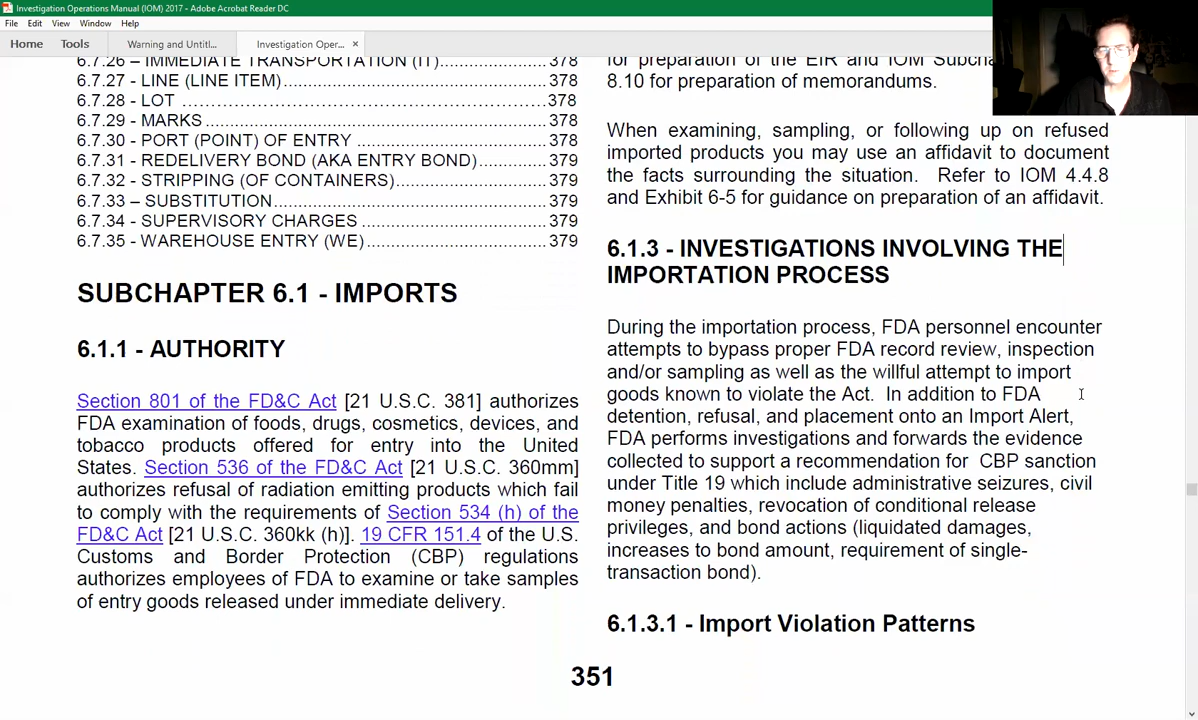 Investigation Operations Manual (IOM) 2017 - Adobe Acrobat Reader DC
File Edit View Window Help
Home Tools Warning and Untitl... Investigation Oper... ×
6.7.26 – IMMEDIATE TRANSPORTATION (IT)...................378
6.7.27 - LINE (LINE ITEM)...............................................378
6.7.28 - LOT ................................................................378
6.7.29 - MARKS............................................................378
6.7.30 - PORT (POINT) OF ENTRY ...............................378
6.7.31 - REDELIVERY BOND (AKA ENTRY BOND)............379
6.7.32 - STRIPPING (OF CONTAINERS)..........................379
6.7.33 – SUBSTITUTION................................................379
6.7.34 - SUPERVISORY CHARGES ................................379
6.7.35 - WAREHOUSE ENTRY (WE)................................379
SUBCHAPTER 6.1 - IMPORTS
6.1.1 - AUTHORITY
Section 801 of the FD&C Act [21 U.S.C. 381] authorizes
FDA examination of foods, drugs, cosmetics, devices, and
tobacco products offered for entry into the United
States. Section 536 of the FD&C Act [21 U.S.C. 360mm]
authorizes refusal of radiation emitting products which fail
to comply with the requirements of Section 534 (h) of the
FD&C Act [21 U.S.C. 360kk (h)]. 19 CFR 151.4 of the U.S.
Customs and Border Protection (CBP) regulations
authorizes employees of FDA to examine or take samples
of entry goods released under immediate delivery.
for preparation of the EIR and IOM Subcha
8.10 for preparation of memorandums.
When examining, sampling, or following up on refused
imported products you may use an affidavit to document
the facts surrounding the situation. Refer to IOM 4.4.8
and Exhibit 6-5 for guidance on preparation of an affidavit.
6.1.3 - INVESTIGATIONS INVOLVING THE
IMPORTATION PROCESS
During the importation process, FDA personnel encounter
attempts to bypass proper FDA record review, inspection
and/or sampling as well as the willful attempt to import
goods known to violate the Act. In addition to FDA
detention, refusal, and placement onto an Import Alert,
FDA performs investigations and forwards the evidence
collected to support a recommendation for CBP sanction
under Title 19 which include administrative seizures, civil
money penalties, revocation of conditional release
privileges, and bond actions (liquidated damages,
increases to bond amount, requirement of single-
transaction bond).
6.1.3.1 - Import Violation Patterns
351